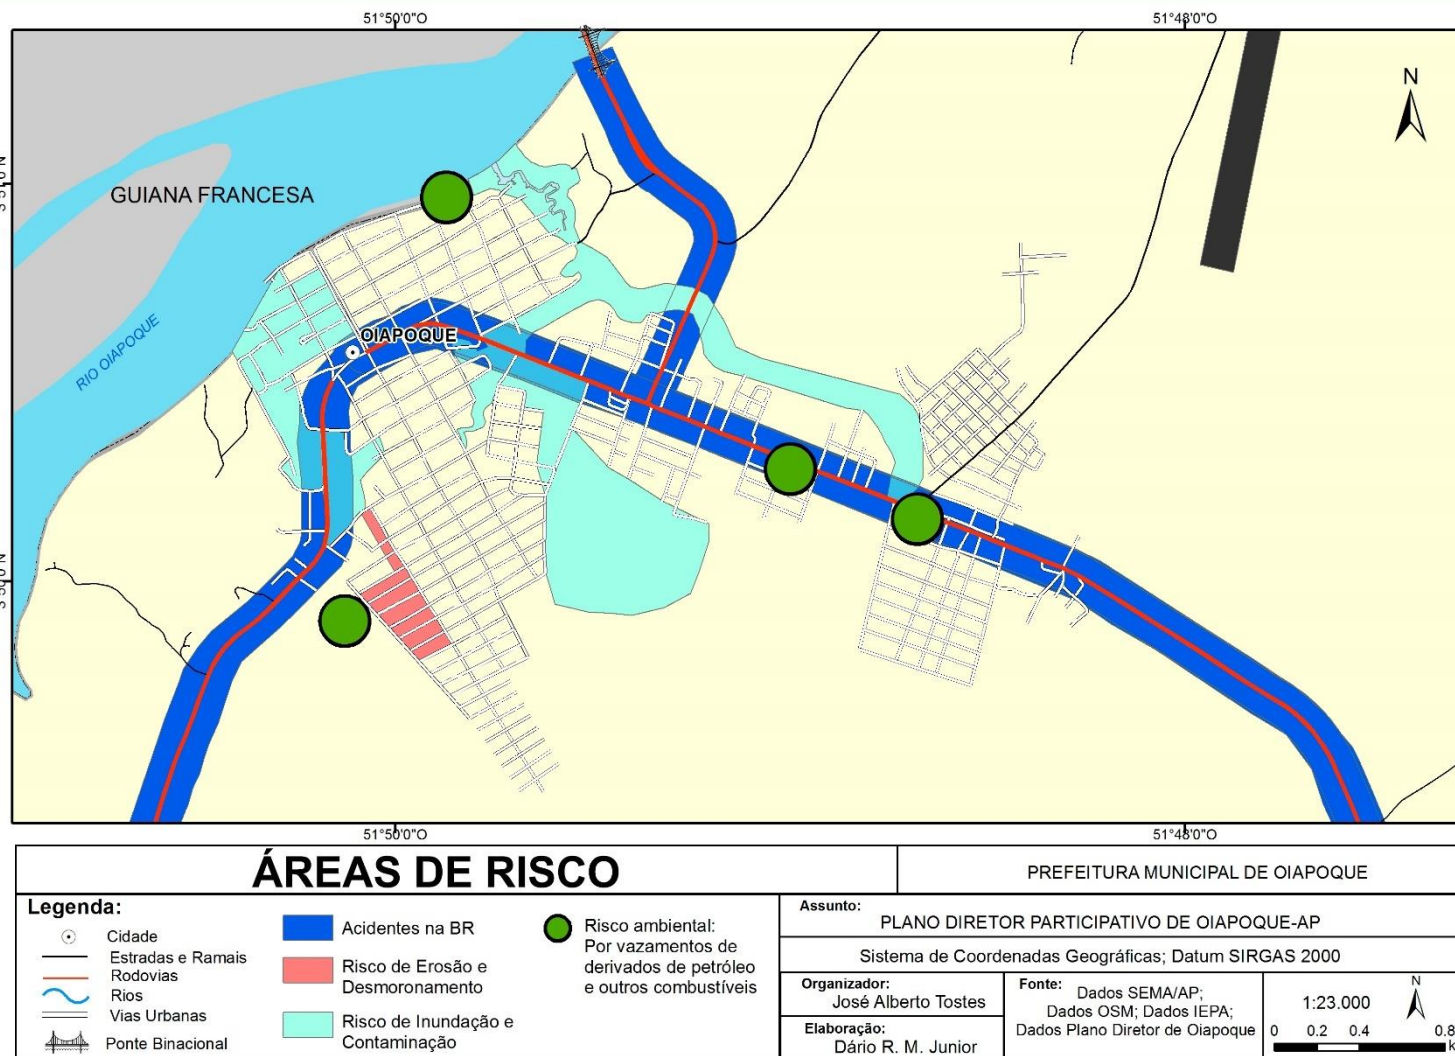 51°50'0"O
51°48'0"O
N
GUIANA FRANCESA
OIAPOQUE
RIO OIAPOQUE
51°50'0"O
51°48'0"O
ÁREAS DE RISCO
PREFEITURA MUNICIPAL DE OIAPOQUE
Legenda:
Cidade
Estradas e Ramais
Rodovias
Rios
Vias Urbanas
Ponte Binacional
Acidentes na BR
Risco de Erosão e
Desmoronamento
Risco de Inundação e
Contaminação
Risco ambiental:
Por vazamentos de
derivados de petróleo
e outros combustíveis
Assunto:
PLANO DIRETOR PARTICIPATIVO DE OIAPOQUE-AP
Sistema de Coordenadas Geográficas; Datum SIRGAS 2000
Organizador:
José Alberto Tostes
Elaboração:
Dário R. M. Junior
Fonte: Dados SEMA/AP;
Dados OSM; Dados IEPA;
Dados Plano Diretor de Oiapoque
1:23.000
N
0 0.2 0.4 0.8